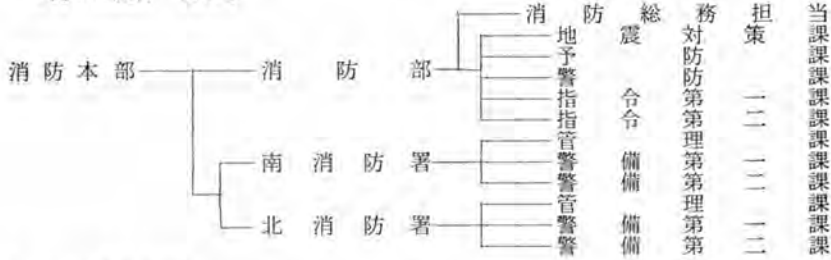 消防総務担当
地震対策課
予防課
警防課
消防本部 消防部
指令第一課
指令第二課
管理課
南消防署 警備第一課
警備第二課
管理課
北消防署 警備第一課
警備第二課